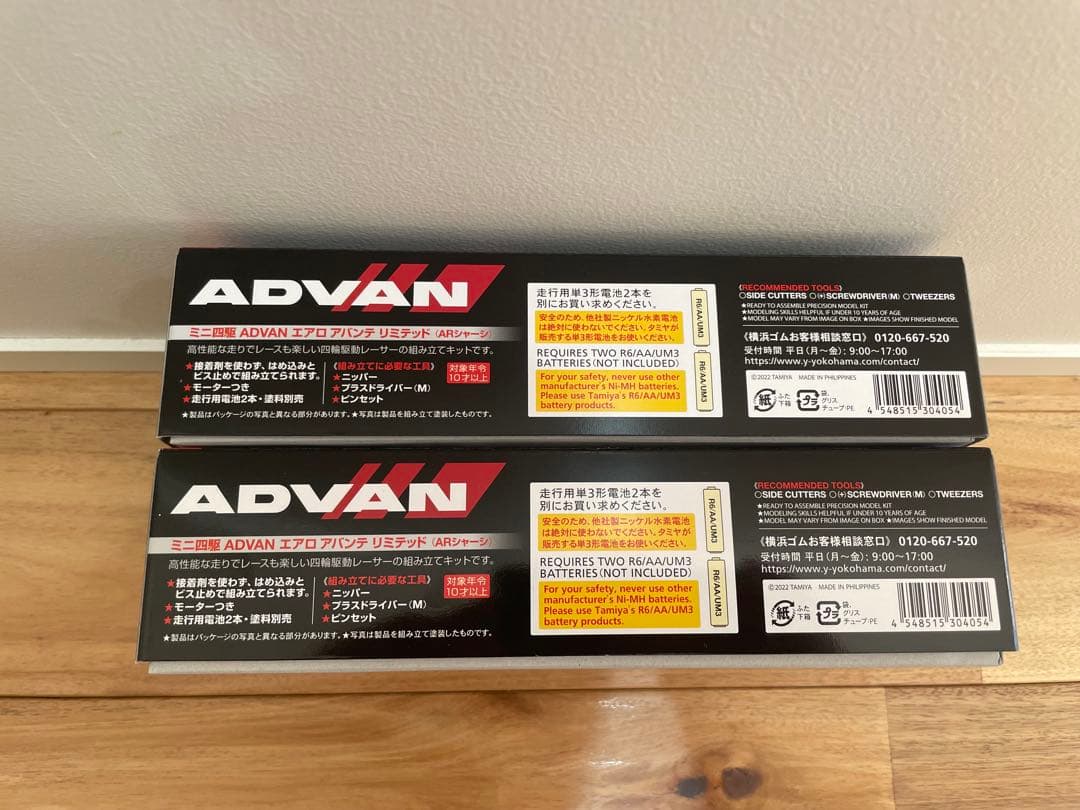 ADVAN
ミニ四駆 ADVAN エアロ アバンテ リミテッド (ARシャーシ)
高性能な走りでレースも楽しい四輪駆動レーサーの組み立てキットです。
★接着剤を使わず、はめ込みと
ビス止めで組み立てられます。
★モーターつき
★走行用電池2本・塗料別売
《組み立てに必要な工具》
★ニッパー
★プラスドライバー(M)
★ピンセット
対象年令
10才以上
★製品はパッケージの写真と異なる部分があります。★写真は製品を組み立て塗装したものです。
走行用単3形電池2本を
別にお買い求めください。
安全のため、他社製ニッケル水素電池
は絶対に使わないでください。タミヤが
販売する単3形電池をお使いください。
REQUIRES TWO R6/AA/UM3
BATTERIES (NOT INCLUDED)
For your safety, never use other
manufacturer's Ni-MH batteries.
Please use Tamiya's R6/AA/UM3
battery products.
R6/AA/UM3
R6/AA/UM3
《RECOMMENDED TOOLS》
○SIDE CUTTERS ○(+)SCREWDRIVER(M) ○TWEEZERS
★READY TO ASSEMBLE PRECISION MODEL KIT
★MODELING SKILLS HELPFUL IF UNDER 10 YEARS OF AGE
★MODEL MAY VARY FROM IMAGE ON BOX ★IMAGES SHOW FINISHED MODEL
《横浜ゴムお客様相談窓口》 0120-667-520
受付時間 平日(月〜金):9:00〜17:00
https://www.y-yokohama.com/contact/
©2022 TAMIYA MADE IN PHILIPPINES
紙
ふた
下箱
プラ
袋、
グリス
チューブ:PE
4 548515 304054
ADVAN
ミニ四駆 ADVAN エアロ アバンテ リミテッド (ARシャーシ)
高性能な走りでレースも楽しい四輪駆動レーサーの組み立てキットです。
★接着剤を使わず、はめ込みと
ビス止めで組み立てられます。
★モーターつき
★走行用電池2本・塗料別売
《組み立てに必要な工具》
★ニッパー
★プラスドライバー(M)
★ピンセット
対象年令
10才以上
★製品はパッケージの写真と異なる部分があります。★写真は製品を組み立て塗装したものです。
走行用単3形電池2本を
別にお買い求めください。
安全のため、他社製ニッケル水素電池
は絶対に使わないでください。タミヤが
販売する単3形電池をお使いください。
REQUIRES TWO R6/AA/UM3
BATTERIES (NOT INCLUDED)
For your safety, never use other
manufacturer's Ni-MH batteries.
Please use Tamiya's R6/AA/UM3
battery products.
R6/AA/UM3
R6/AA/UM3
《RECOMMENDED TOOLS》
○SIDE CUTTERS ○(+)SCREWDRIVER(M) ○TWEEZERS
★READY TO ASSEMBLE PRECISION MODEL KIT
★MODELING SKILLS HELPFUL IF UNDER 10 YEARS OF AGE
★MODEL MAY VARY FROM IMAGE ON BOX ★IMAGES SHOW FINISHED MODEL
《横浜ゴムお客様相談窓口》 0120-667-520
受付時間 平日(月〜金):9:00〜17:00
https://www.y-yokohama.com/contact/
©2022 TAMIYA MADE IN PHILIPPINES
紙
ふた
下箱
プラ
袋、
グリス
チューブ:PE
4 548515 304054